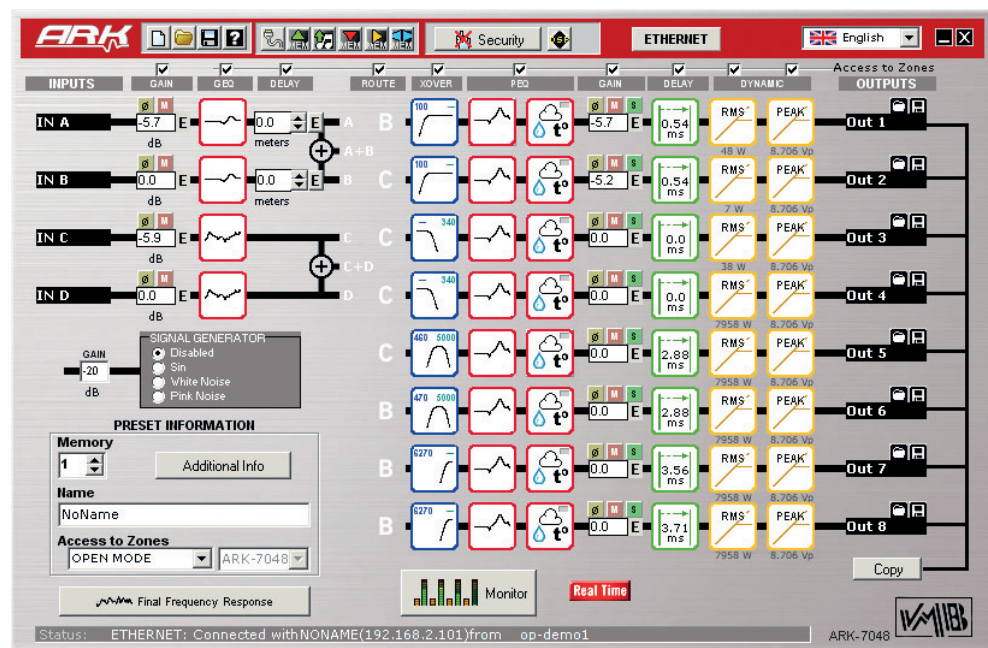 ARK MEM MEM MEM MEM MEM Security DSP ETHERNET English
Access to Zones
INPUTS GAIN GEQ DELAY ROUTE XOVER PEQ GAIN DELAY DYNAMIC OUTPUTS
IN A Ø M -5.7 E dB 0.0 E meters A B 100 t° Ø M S -5.7 E 0.54 ms RMS 48 W PEAK 8.706 Vp Out 1
A+B
IN B Ø M 0.0 E dB 0.0 E meters B C 100 t° Ø M S -5.2 E 0.54 ms RMS 7 W PEAK 8.706 Vp Out 2
IN C Ø M -5.9 E dB C C 340 t° Ø M S 0.0 E 0.0 ms RMS 38 W PEAK 8.706 Vp Out 3
C+D
IN D Ø M 0.0 E dB D C 340 t° Ø M S 0.0 E 0.0 ms RMS 7958 W PEAK 8.706 Vp Out 4
C 460 5000 t° Ø M S 0.0 E 2.88 ms RMS 7958 W PEAK 8.706 Vp Out 5
B 470 5000 t° Ø M S 0.0 E 2.88 ms RMS 7958 W PEAK 8.706 Vp Out 6
B 6270 t° Ø M S 0.0 E 3.56 ms RMS 7958 W PEAK 8.706 Vp Out 7
B 6270 t° Ø M S 0.0 E 3.71 ms RMS 7958 W PEAK 8.706 Vp Out 8
GAIN
-20
dB
SIGNAL GENERATOR
Disabled
Sin
White Noise
Pink Noise
PRESET INFORMATION
Memory
1
Additional Info
Name
NoName
Access to Zones
OPEN MODE ARK-7048
Final Frequency Response
Monitor
Real Time
Copy
Status: ETHERNET: Connected with NONAME(192.168.2.101)from op-demo1
ARK-7048